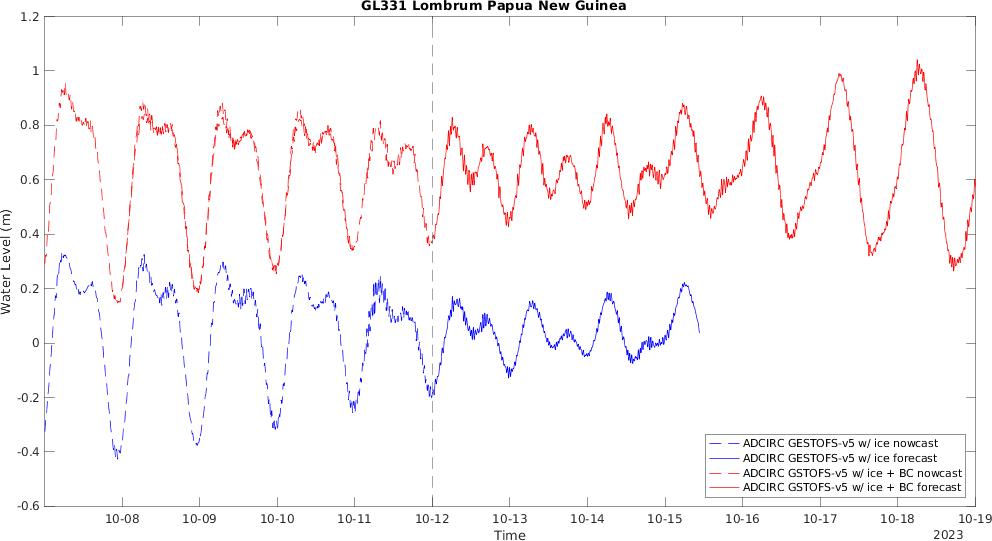 GL331 Lombrum Papua New Guinea
1.2
1
0.8
0.6
0.4
0.2
0
-0.2
-0.4
-0.6
Water Level (m)
ADCIRC GESTOFS-v5 w/ ice nowcast
ADCIRC GESTOFS-v5 w/ ice forecast
ADCIRC GSTOFS-v5 w/ ice + BC nowcast
ADCIRC GSTOFS-v5 w/ ice + BC forecast
10-08 10-09 10-10 10-11 10-12 10-13 10-14 10-15 10-16 10-17 10-18 10-19
Time
2023